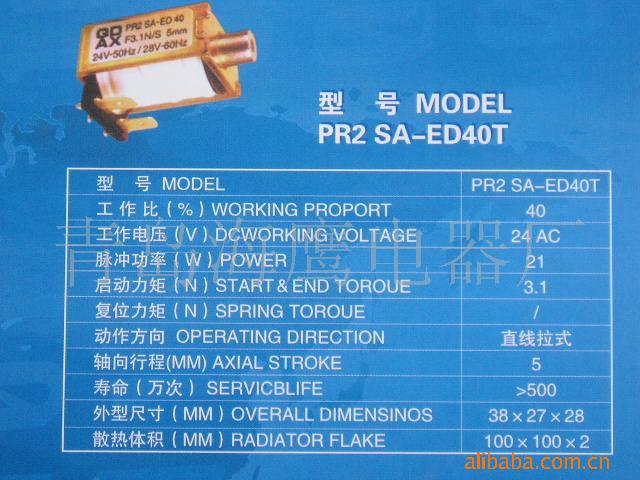 QD
AX
PR2 SA-ED 40
F3.1N/S 5mm
24V-50Hz / 28V-60Hz
型 号 MODEL
PR2 SA-ED40T
型 号 MODEL PR2 SA-ED40T
工作比(%)WORKING PROPORT 40
工作电压(V)DCWORKING VOLTAGE 24 AC
脉冲功率(W)POWER 21
启动力矩(N)START & END TOROUE 3.1
复位力矩(N)SPRING TOROUE /
动作方向 OPERATING DIRECTION 直线拉式
轴向行程(MM) AXIAL STROKE 5
寿命(万次)SERVICBLIFE >500
外型尺寸(MM)OVERALL DIMENSINOS 38×27×28
散热体积(MM)RADIATOR FLAKE 100×100×2
青岛海鹰电器厂
alibaba.com.cn